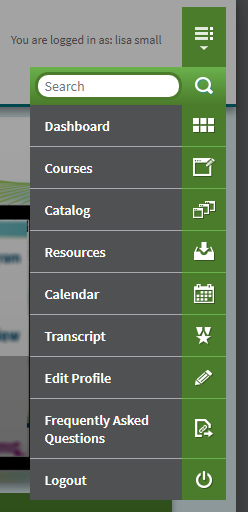 You are logged in as: lisa small
Search
Dashboard
Courses
Catalog
Resources
Calendar
Transcript
Edit Profile
Frequently Asked
Questions
Logout